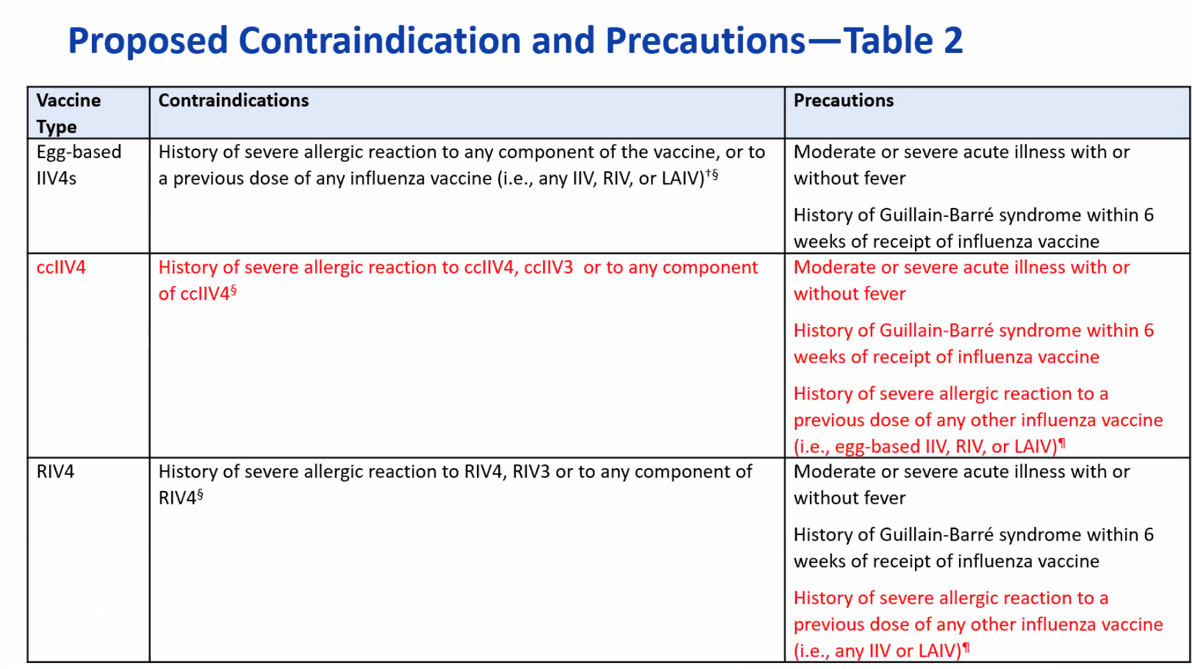 Proposed Contraindication and Precautions—Table 2
Vaccine
Type
Contraindications
Precautions
Egg-based
IIV4s
History of severe allergic reaction to any component of the vaccine, or to
a previous dose of any influenza vaccine (i.e., any IIV, RIV, or LAIV)†§
Moderate or severe acute illness with or
without fever
History of Guillain-Barré syndrome within 6
weeks of receipt of influenza vaccine
ccIIV4
History of severe allergic reaction to ccIIV4, ccIIV3  or to any component
of ccIIV4§
Moderate or severe acute illness with or
without fever
History of Guillain-Barré syndrome within 6
weeks of receipt of influenza vaccine
History of severe allergic reaction to a
previous dose of any other influenza vaccine
(i.e., egg-based IIV, RIV, or LAIV)¶
RIV4
History of severe allergic reaction to RIV4, RIV3 or to any component of
RIV4§
Moderate or severe acute illness with or
without fever
History of Guillain-Barré syndrome within 6
weeks of receipt of influenza vaccine
History of severe allergic reaction to a
previous dose of any other influenza vaccine
(i.e., any IIV or LAIV)¶